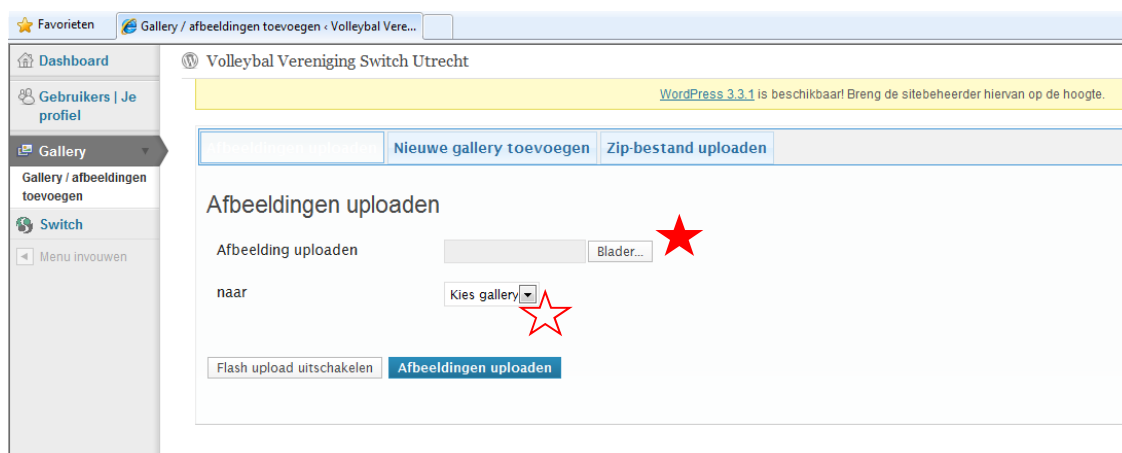 Favorieten
Gallery / afbeeldingen toevoegen ‹ Volleybal Vere...
Dashboard
Volleybal Vereniging Switch Utrecht
Gebruikers | Je
profiel
WordPress 3.3.1 is beschikbaar! Breng de sitebeheerder hiervan op de hoogte.
Gallery
Afbeeldingen uploaden
Nieuwe gallery toevoegen
Zip-bestand uploaden
Gallery / afbeeldingen
toevoegen
Afbeeldingen uploaden
Switch
Afbeelding uploaden
Blader...
Menu invouwen
naar
Kies gallery
Flash upload uitschakelen
Afbeeldingen uploaden